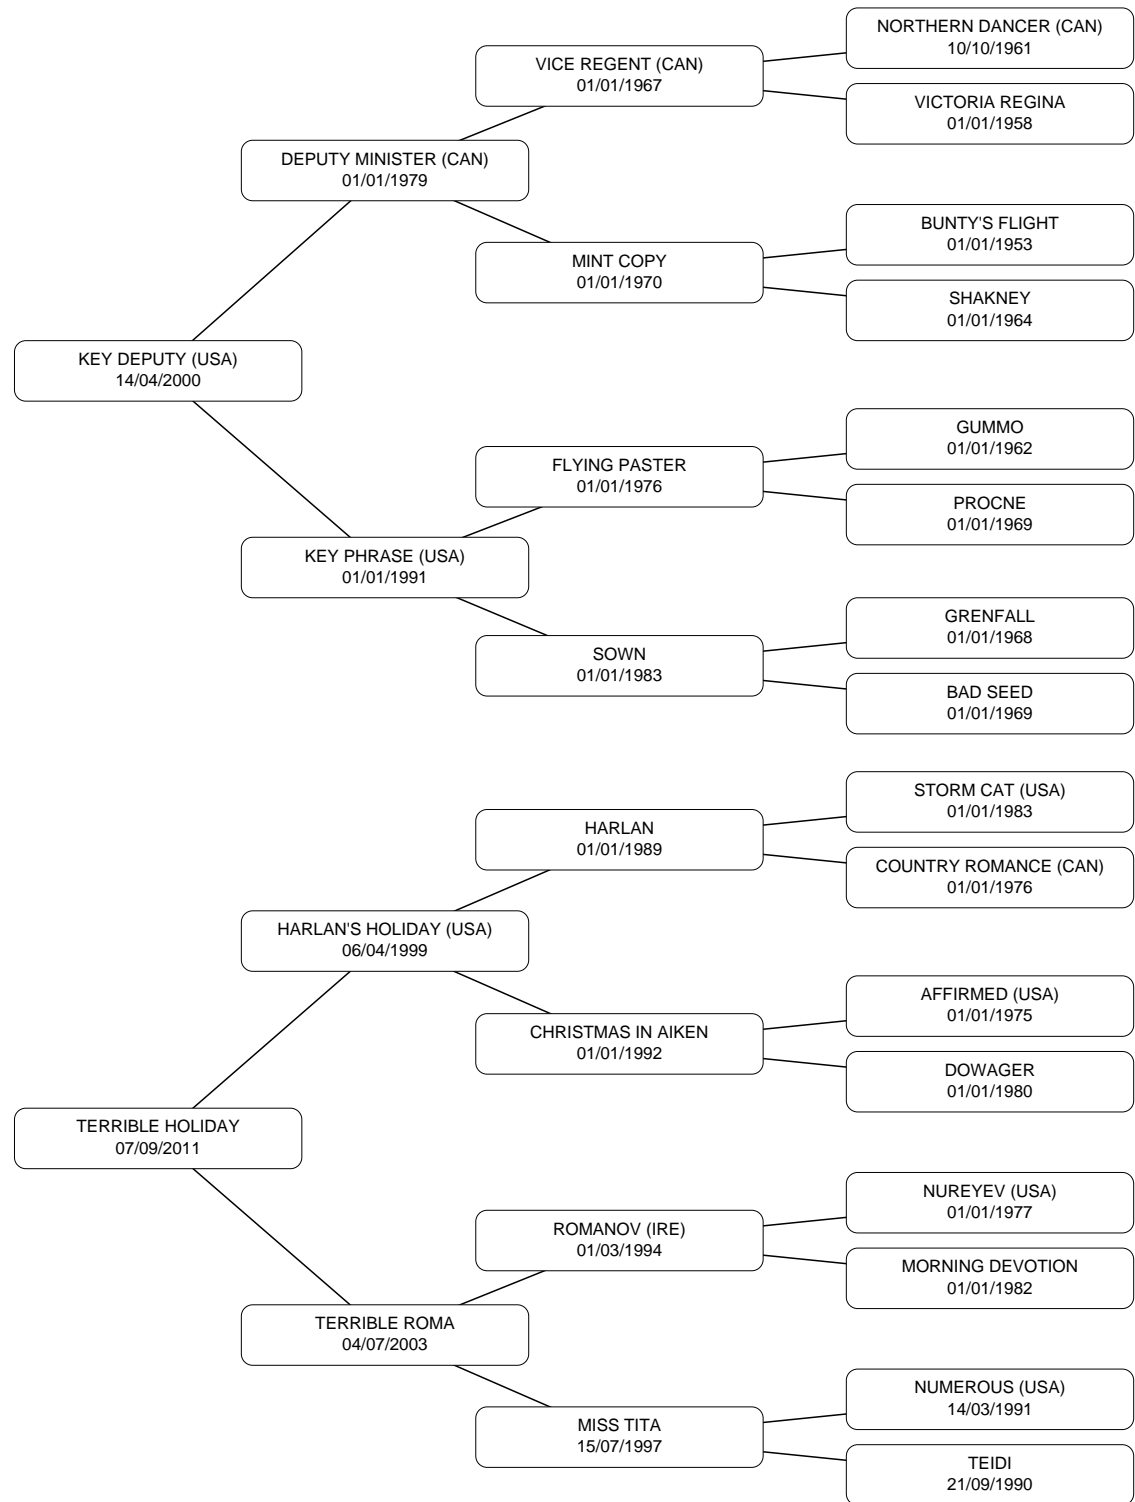 NORTHERN DANCER (CAN)
10/10/1961
VICE REGENT (CAN)
01/01/1967
VICTORIA REGINA
01/01/1958
DEPUTY MINISTER (CAN)
01/01/1979
BUNTY'S FLIGHT
01/01/1953
MINT COPY
01/01/1970
SHAKNEY
01/01/1964
KEY DEPUTY (USA)
14/04/2000
GUMMO
01/01/1962
FLYING PASTER
01/01/1976
PROCNE
01/01/1969
KEY PHRASE (USA)
01/01/1991
GRENFALL
01/01/1968
SOWN
01/01/1983
BAD SEED
01/01/1969
STORM CAT (USA)
01/01/1983
HARLAN
01/01/1989
COUNTRY ROMANCE (CAN)
01/01/1976
HARLAN'S HOLIDAY (USA)
06/04/1999
AFFIRMED (USA)
01/01/1975
CHRISTMAS IN AIKEN
01/01/1992
DOWAGER
01/01/1980
TERRIBLE HOLIDAY
07/09/2011
NUREYEV (USA)
01/01/1977
ROMANOV (IRE)
01/03/1994
MORNING DEVOTION
01/01/1982
TERRIBLE ROMA
04/07/2003
NUMEROUS (USA)
14/03/1991
MISS TITA
15/07/1997
TEIDI
21/09/1990